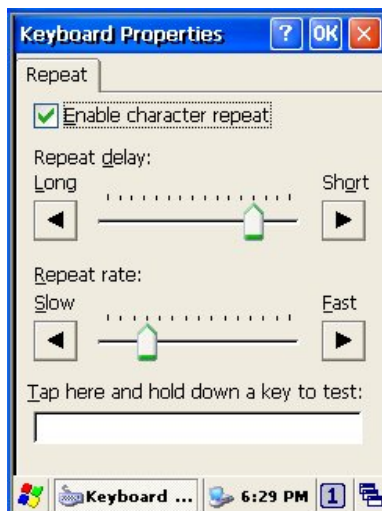 Keyboard Properties ? OK ×
Repeat
Enable character repeat
Repeat delay:
Long Short
Repeat rate:
Slow Fast
Tap here and hold down a key to test:
Keyboard ... 6:29 PM 1